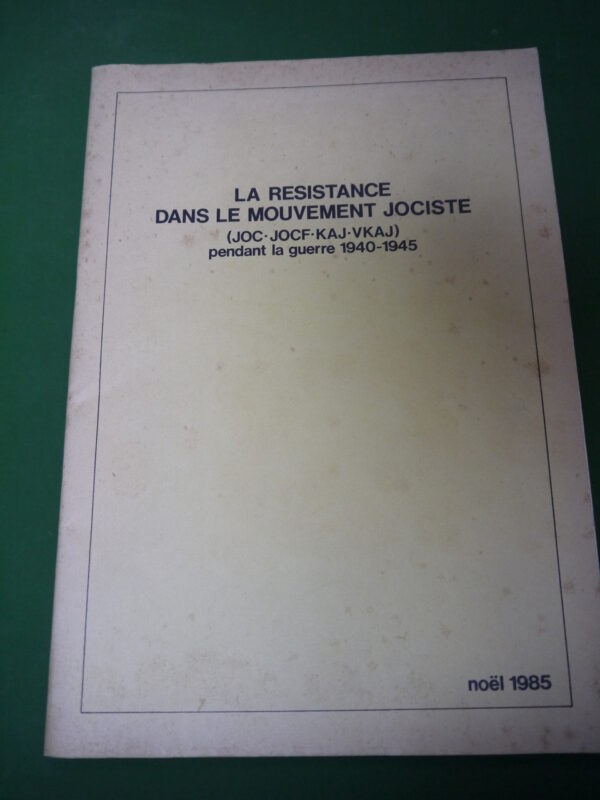 LA RESISTANCE
DANS LE MOUVEMENT JOCISTE
(JOC·JOCF·KAJ·VKAJ)
pendant la guerre 1940-1945
noël 1985